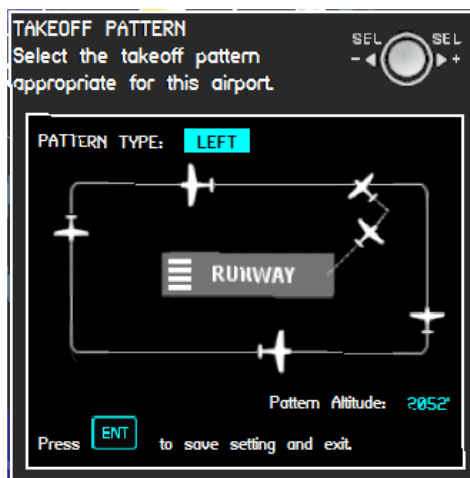 TAKEOFF PATTERN
Select the takeoff pattern
appropriate for this airport.
SEL SEL
- +
PATTERN TYPE: LEFT
RUNWAY
Pattern Altitude: 2052'
Press ENT to save setting and exit.